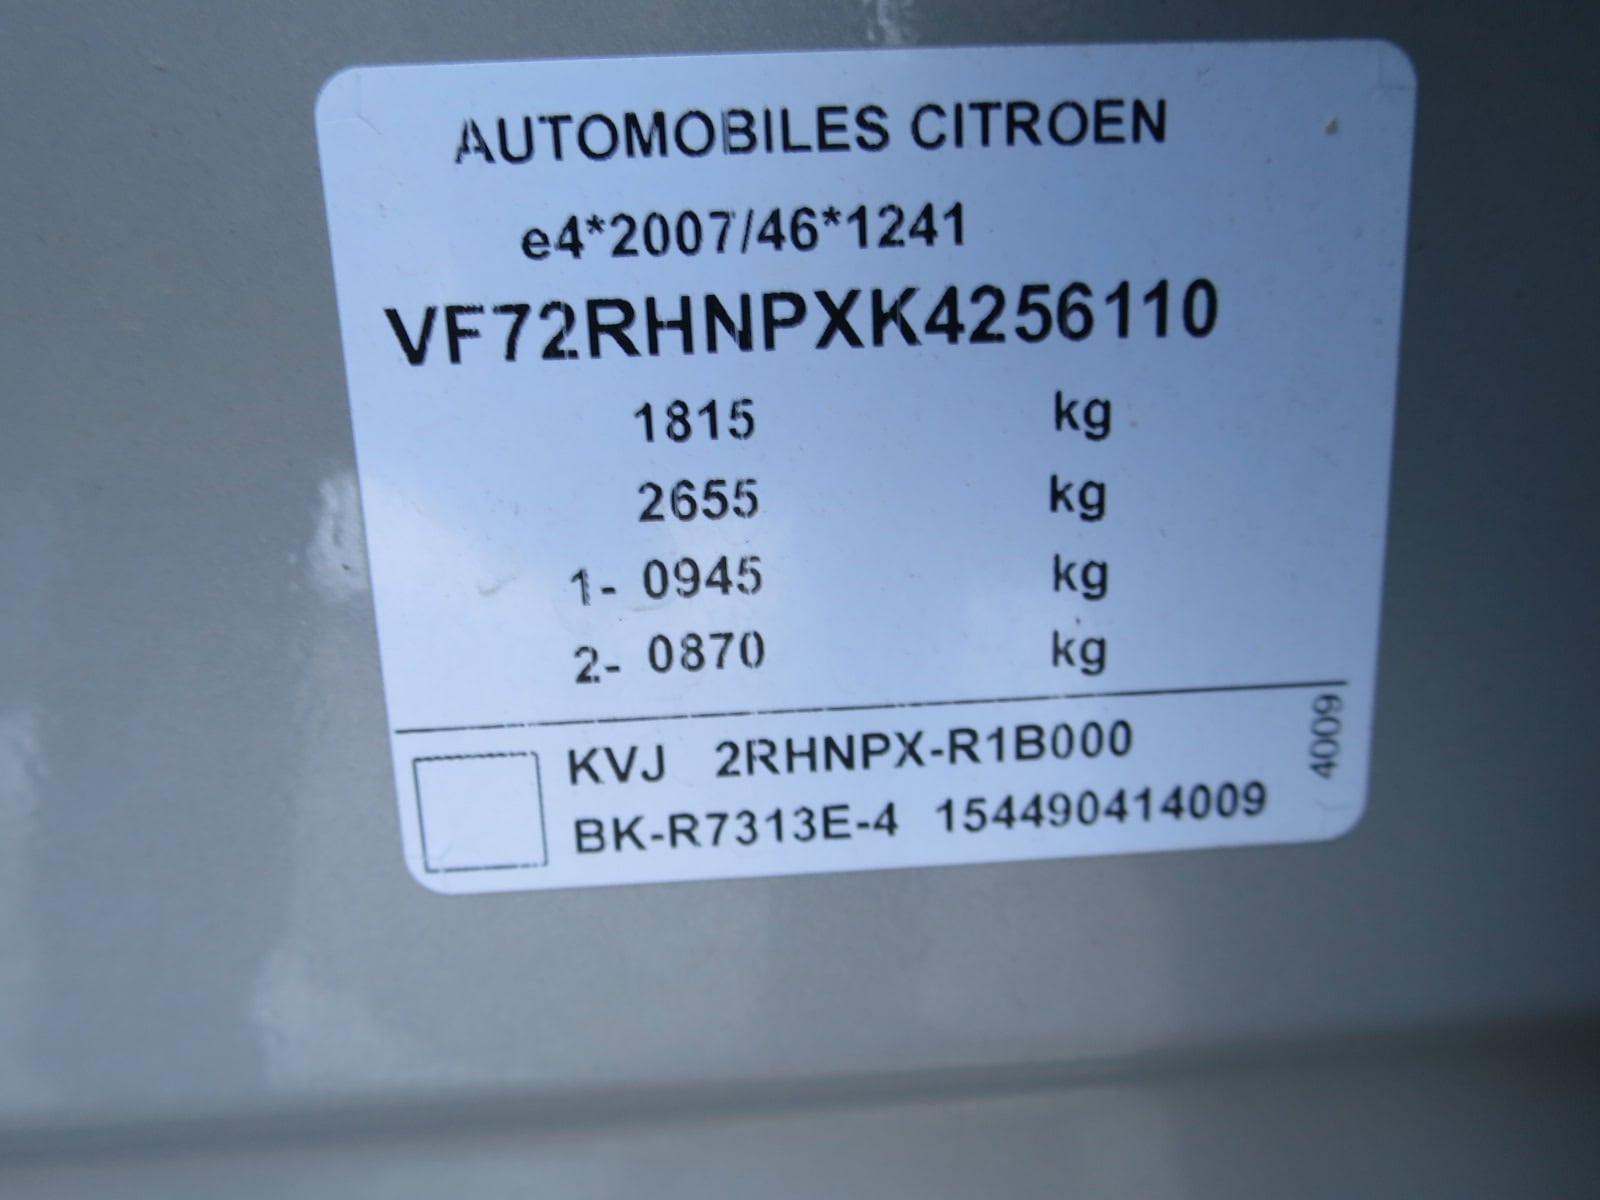 AUTOMOBILES CITROEN
e4*2007/46*1241
VF72RHNPXK4256110
1815 kg
2655 kg
1- 0945 kg
2- 0870 kg
KVJ 2RHNPX-R1B000
BK-R7313E-4 154490414009
4009